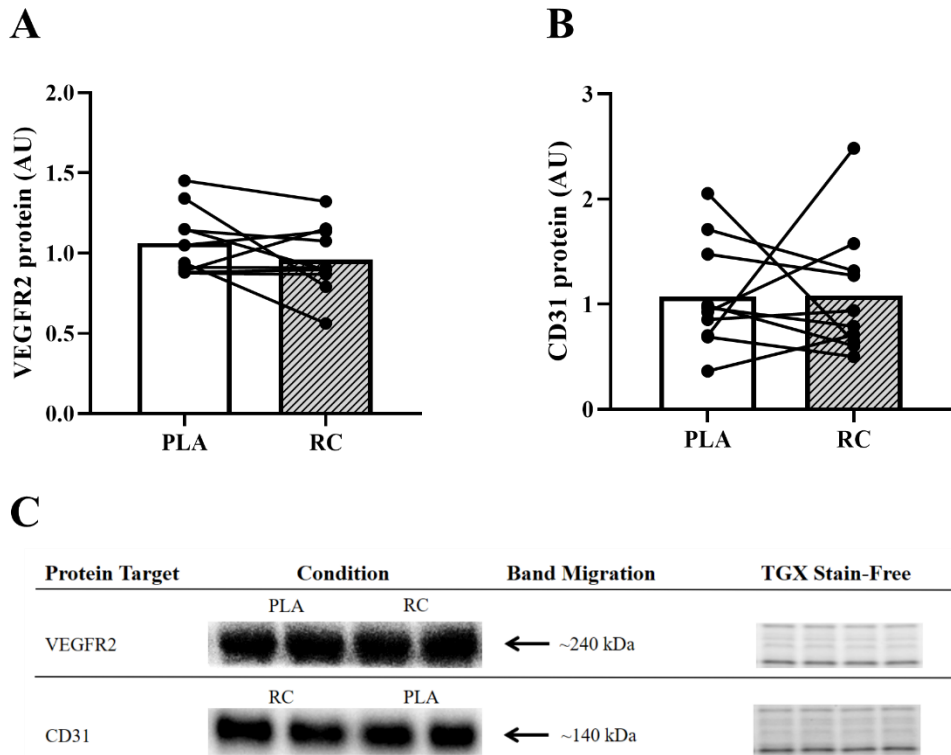 A
VEGFR2 protein (AU)
2.0
1.5
1.0
0.5
0.0
PLA RC
B
CD31 protein (AU)
3
2
1
0
PLA RC
C
Protein Target Condition Band Migration TGX Stain-Free
PLA RC
VEGFR2 ~240 kDa
RC PLA
CD31 ~140 kDa